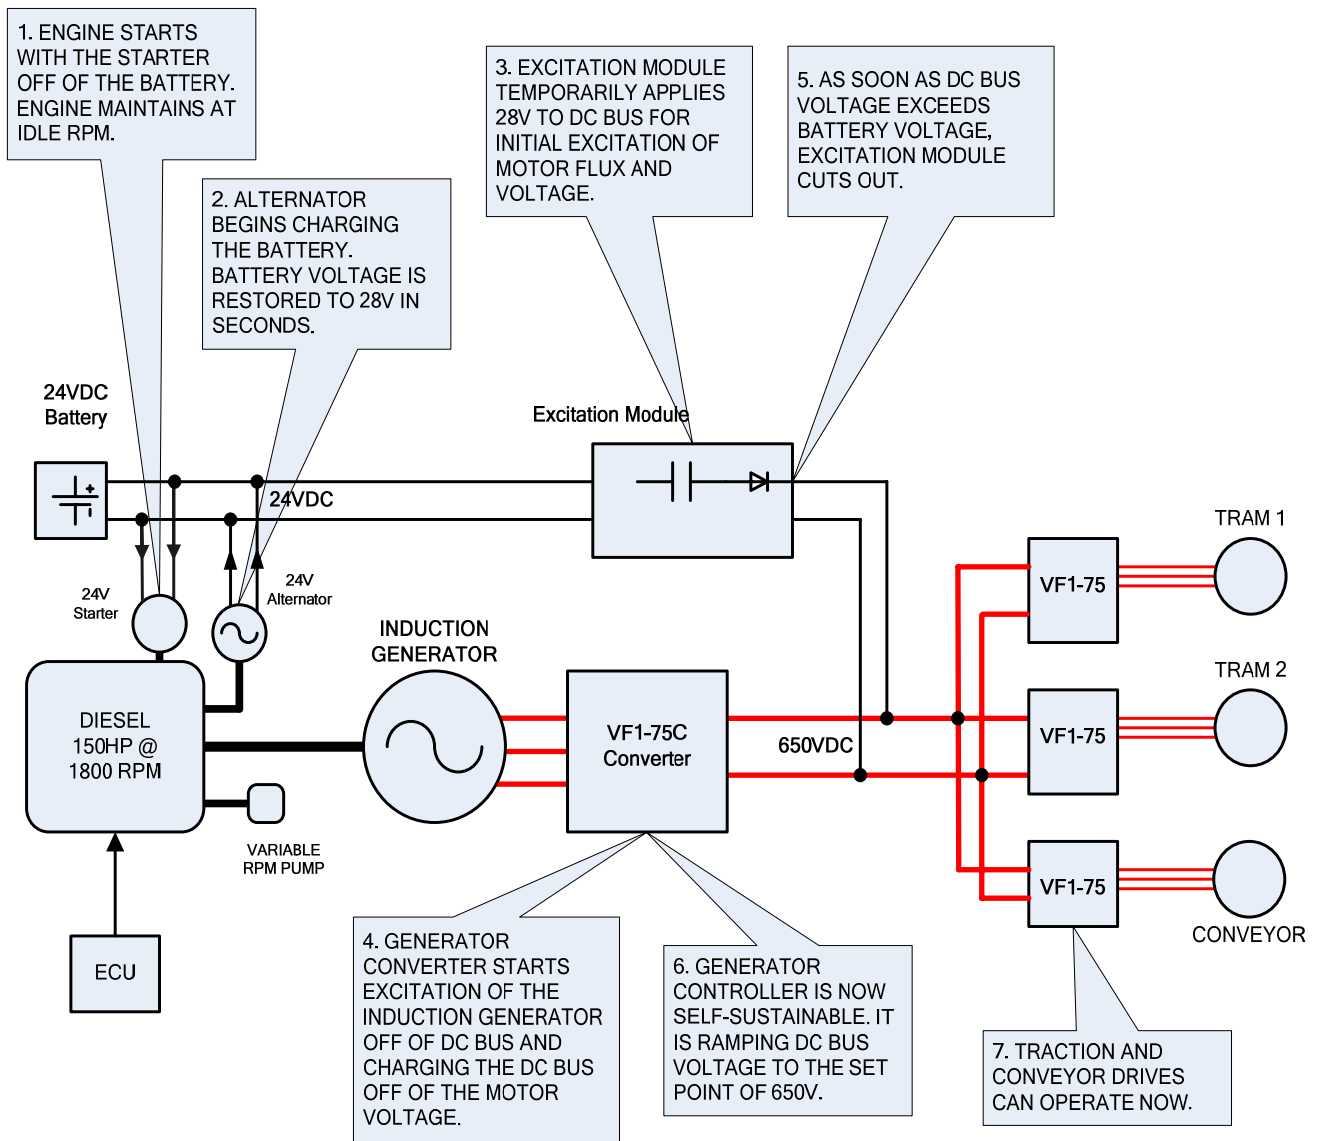 1. ENGINE STARTS
WITH THE STARTER
OFF OF THE BATTERY.
ENGINE MAINTAINS AT
IDLE RPM.
2. ALTERNATOR
BEGINS CHARGING
THE BATTERY.
BATTERY VOLTAGE IS
RESTORED TO 28V IN
SECONDS.
3. EXCITATION MODULE
TEMPORARILY APPLIES
28V TO DC BUS FOR
INITIAL EXCITATION OF
MOTOR FLUX AND
VOLTAGE.
5. AS SOON AS DC BUS
VOLTAGE EXCEEDS
BATTERY VOLTAGE,
EXCITATION MODULE
CUTS OUT.
24VDC
Battery
Excitation Module
24VDC
24V
Starter
24V
Alternator
INDUCTION
GENERATOR
DIESEL
150HP @
1800 RPM
VF1-75C
Converter
650VDC
VF1-75
TRAM 1
VF1-75
TRAM 2
VF1-75
CONVEYOR
VARIABLE
RPM PUMP
ECU
4. GENERATOR
CONVERTER STARTS
EXCITATION OF THE
INDUCTION GENERATOR
OFF OF DC BUS AND
CHARGING THE DC BUS
OFF OF THE MOTOR
VOLTAGE.
6. GENERATOR
CONTROLLER IS NOW
SELF-SUSTAINABLE. IT
IS RAMPING DC BUS
VOLTAGE TO THE SET
POINT OF 650V.
7. TRACTION AND
CONVEYOR DRIVES
CAN OPERATE NOW.